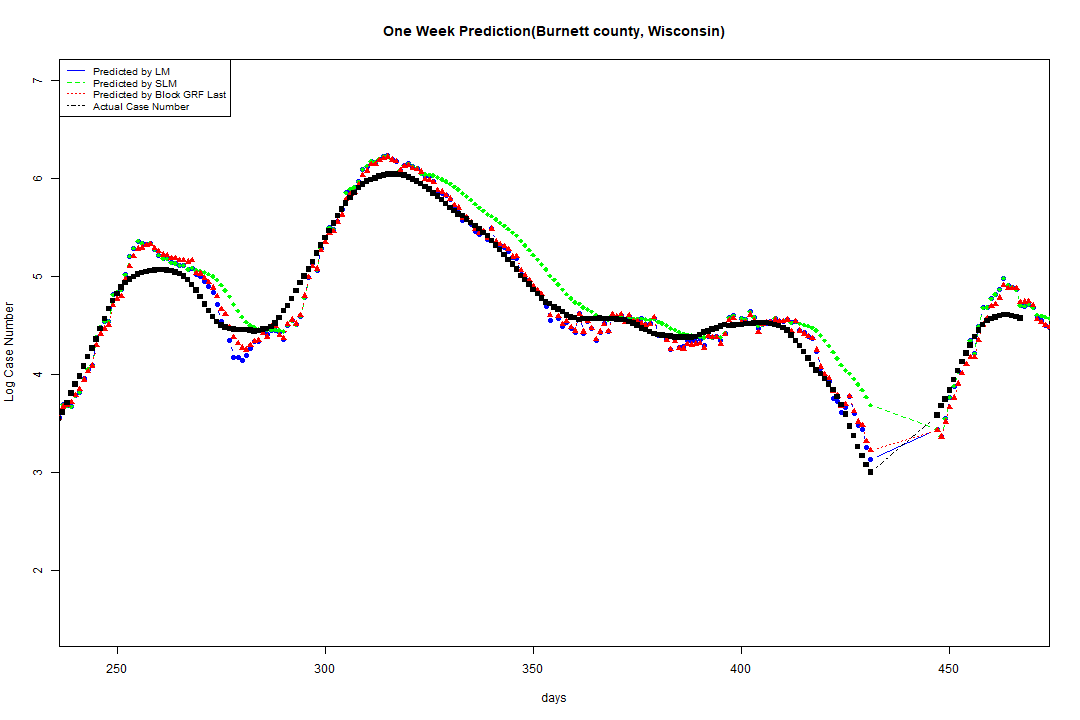 One Week Prediction(Burnett county, Wisconsin)
Predicted by LM
Predicted by SLM
Predicted by Block GRF Last
Actual Case Number
7
6
5
4
3
2
Log Case Number
250 300 350 400 450
days